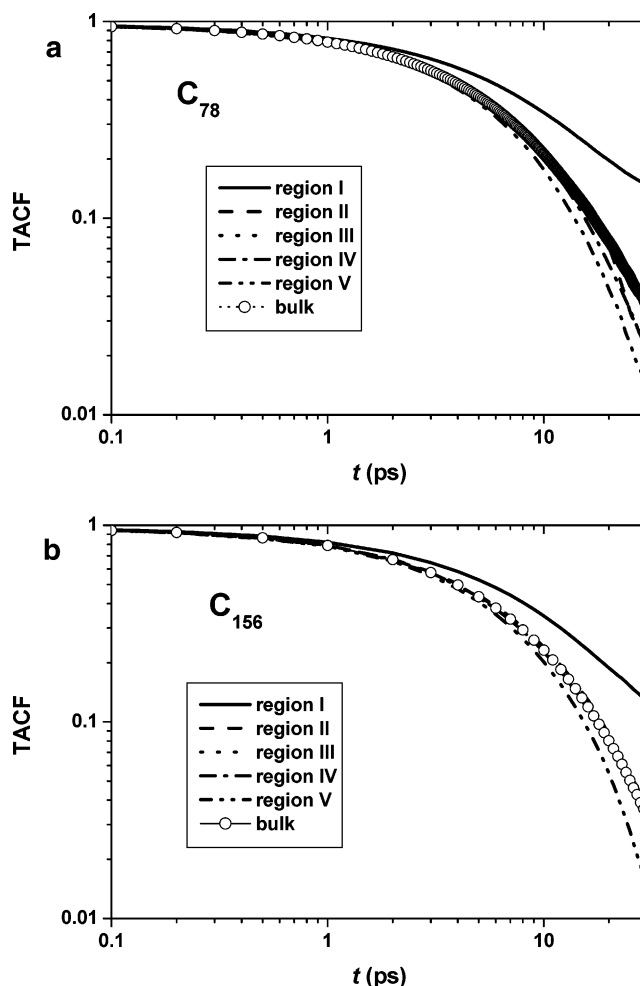 a
C78
1
0.1
0.01
TACF
region I
region II
region III
region IV
region V
bulk
0.1 1 10
t (ps)
b
C156
1
0.1
0.01
TACF
region I
region II
region III
region IV
region V
bulk
0.1 1 10
t (ps)